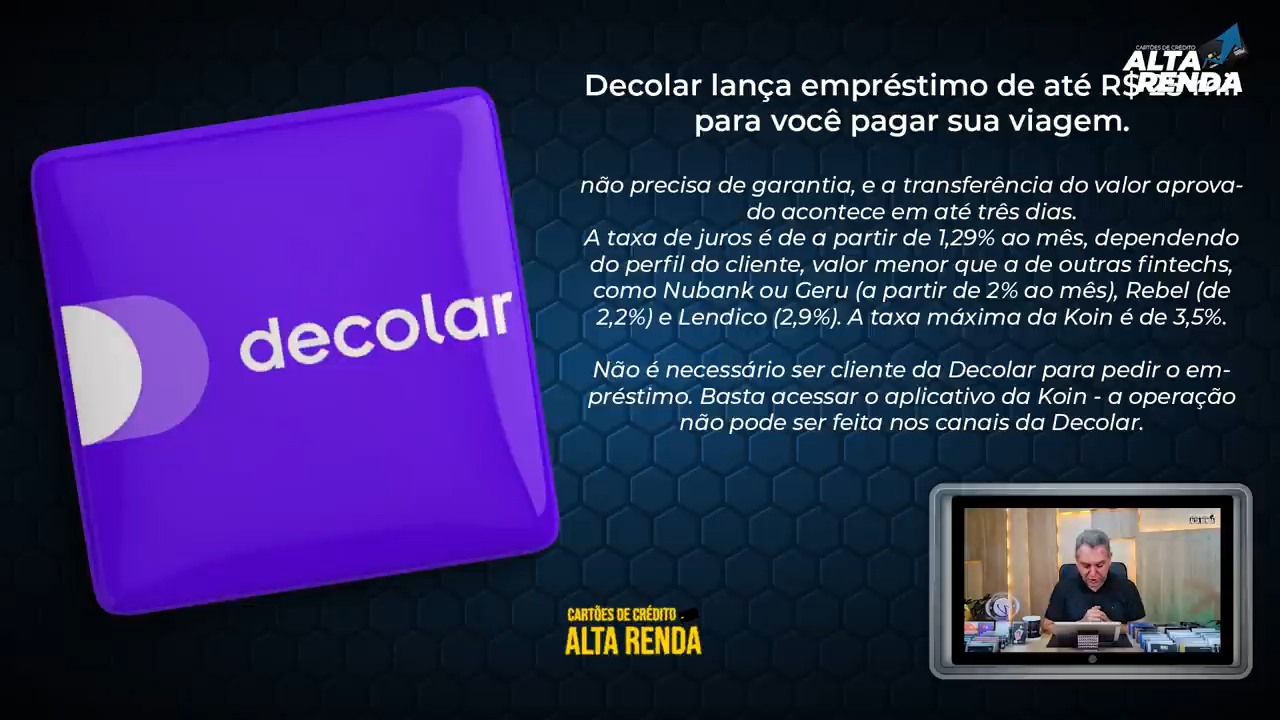 CARTÕES DE CRÉDITO
ALTA
RENDA
Decolar lança empréstimo de até R$
para você pagar sua viagem.
não precisa de garantia, e a transferência do valor aprova-
do acontece em até três dias.
A taxa de juros é de a partir de 1,29% ao mês, dependendo
do perfil do cliente, valor menor que a de outras fintechs,
como Nubank ou Geru (a partir de 2% ao mês), Rebel (de
2,2%) e Lendico (2,9%). A taxa máxima da Koin é de 3,5%.
Não é necessário ser cliente da Decolar para pedir o em-
préstimo. Basta acessar o aplicativo da Koin - a operação
não pode ser feita nos canais da Decolar.
decolar
CARTÕES DE CRÉDITO
ALTA RENDA